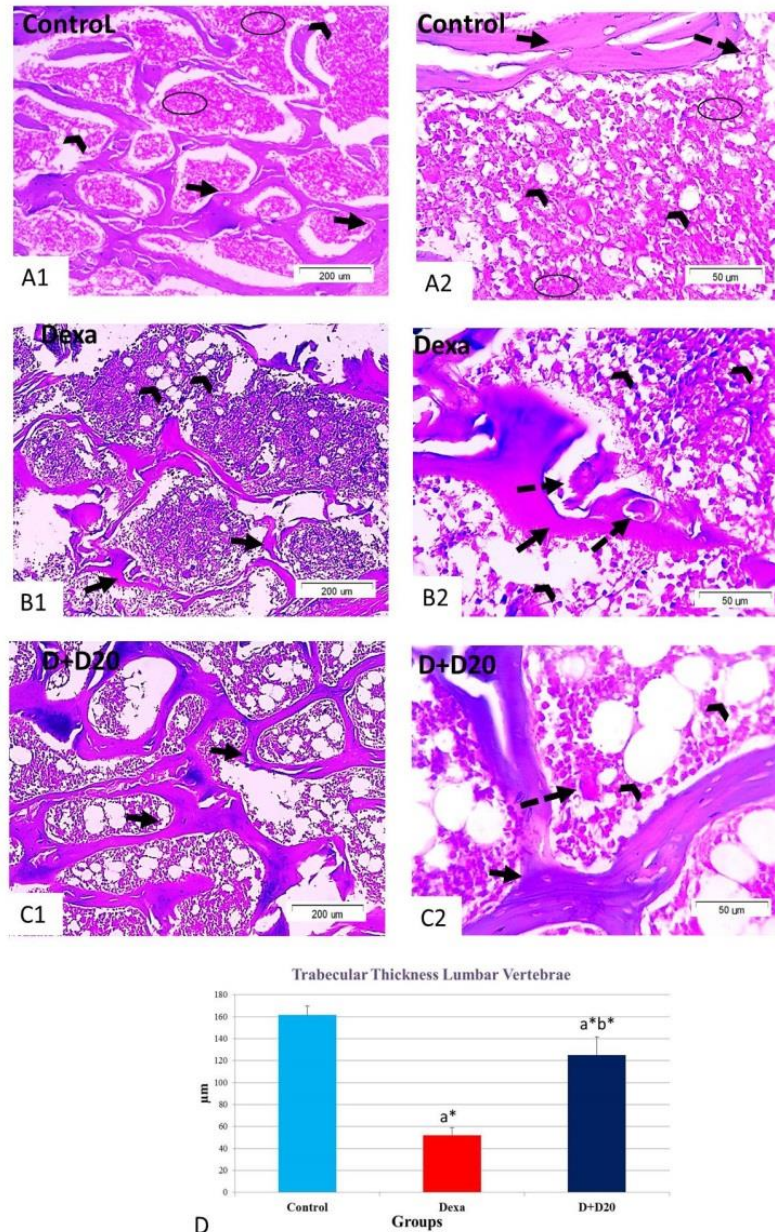 ControL
A1
200 um
Control
A2
50 um
Dexa
B1
200 um
Dexa
B2
50 um
D+D20
C1
200 um
D+D20
C2
50 um
Trabecular Thickness Lumbar Vertebrae
180
160
140
120
100
80
60
40
20
0
µm
a*
a*b*
Control
Dexa
D+D20
Groups
D